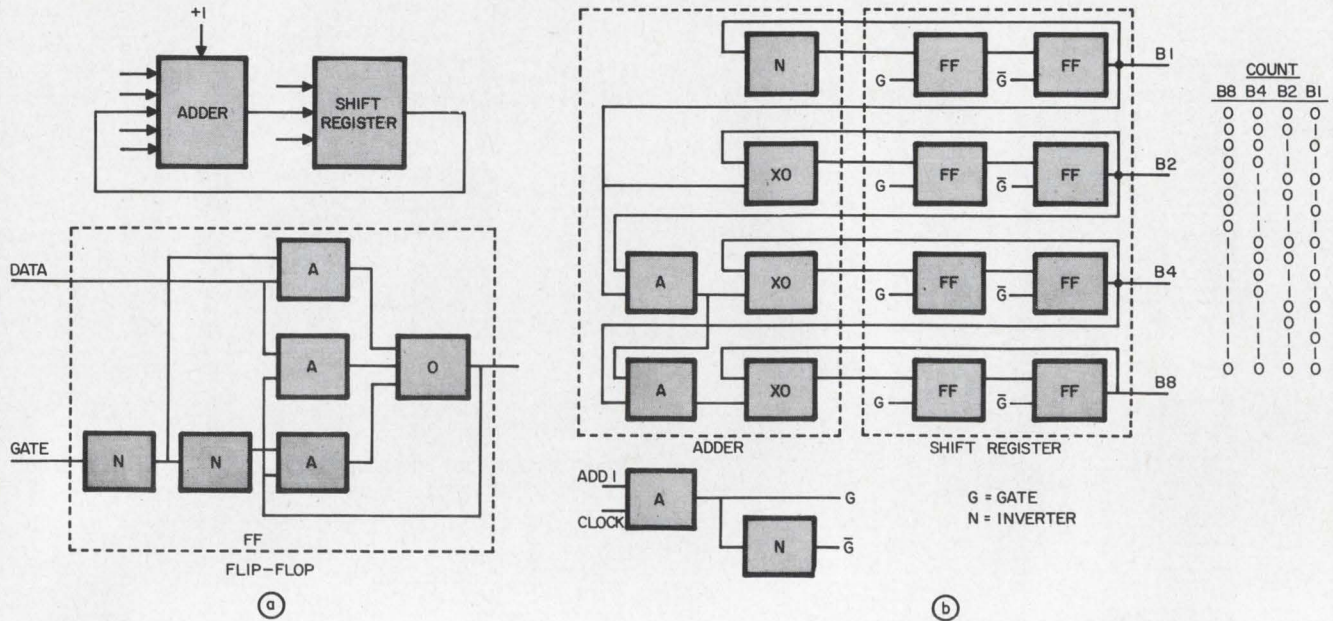 +1
ADDER
SHIFT
REGISTER
DATA
GATE
A
A
A
O
N
N
FF
FLIP-FLOP
ⓐ
N
FF
FF
G
G̅
B1
XO
FF
FF
G
G̅
B2
A
XO
FF
FF
G
G̅
B4
A
XO
FF
FF
G
G̅
B8
ADDER
SHIFT REGISTER
ADD 1
CLOCK
A
G
N
G̅
G = GATE
N = INVERTER
ⓑ
COUNT
B8 B4 B2 B1
0 0 0 0
0 0 0 1
0 0 1 0
0 0 1 1
0 1 0 0
0 1 0 1
0 1 1 0
0 1 1 1
1 0 0 0
1 0 0 1
1 0 1 0
1 0 1 1
1 1 0 0
1 1 0 1
1 1 1 0
1 1 1 1
0 0 0 0